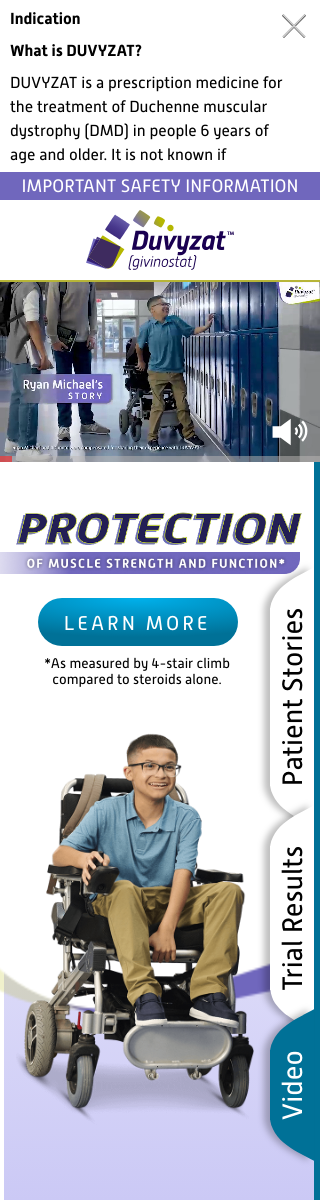 Indication
What is DUVYZAT?
DUVYZAT is a prescription medicine for
the treatment of Duchenne muscular
dystrophy (DMD) in people 6 years of
age and older. It is not known if
IMPORTANT SAFETY INFORMATION
Duvyzat™
(givinostat)
Duvyzat
Ryan Michael's
STORY
PROTECTION
OF MUSCLE STRENGTH AND FUNCTION*
LEARN MORE
*As measured by 4-stair climb
compared to steroids alone.
Patient Stories
Trial Results
Video